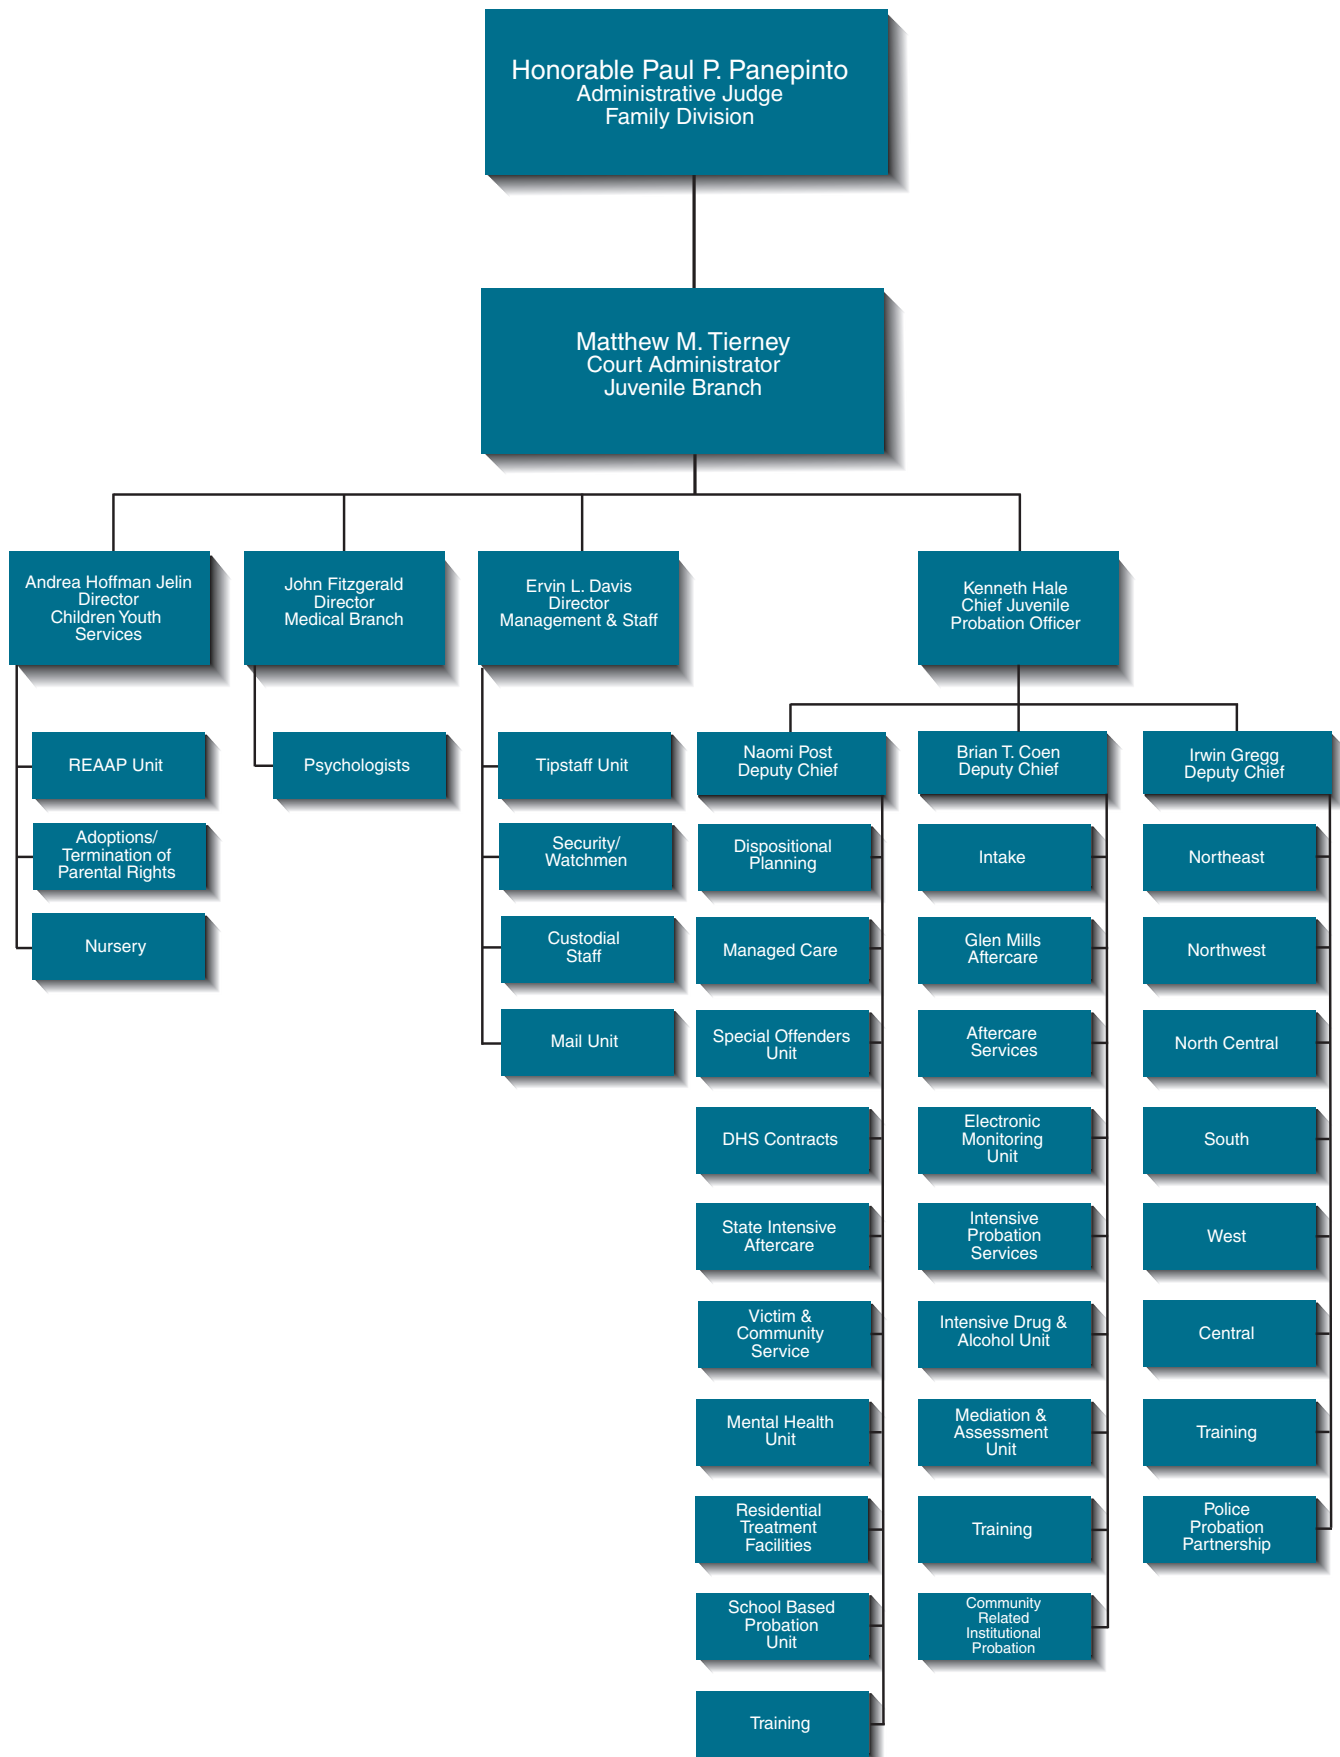 Honorable Paul P. Panepinto
Administrative Judge
Family Division
Matthew M. Tierney
Court Administrator
Juvenile Branch
Andrea Hoffman Jelin
Director
Children Youth
Services
John Fitzgerald
Director
Medical Branch
Ervin L. Davis
Director
Management & Staff
Kenneth Hale
Chief Juvenile
Probation Officer
REAAP Unit
Adoptions/
Termination of
Parental Rights
Nursery
Psychologists
Tipstaff Unit
Security/
Watchmen
Custodial
Staff
Mail Unit
Naomi Post
Deputy Chief
Dispositional
Planning
Managed Care
Special Offenders
Unit
DHS Contracts
State Intensive
Aftercare
Victim &
Community
Service
Mental Health
Unit
Residential
Treatment
Facilities
School Based
Probation
Unit
Training
Brian T. Coen
Deputy Chief
Intake
Glen Mills
Aftercare
Aftercare
Services
Electronic
Monitoring
Unit
Intensive
Probation
Services
Intensive Drug &
Alcohol Unit
Mediation &
Assessment
Unit
Training
Community
Related
Institutional
Probation
Irwin Gregg
Deputy Chief
Northeast
Northwest
North Central
South
West
Central
Training
Police
Probation
Partnership